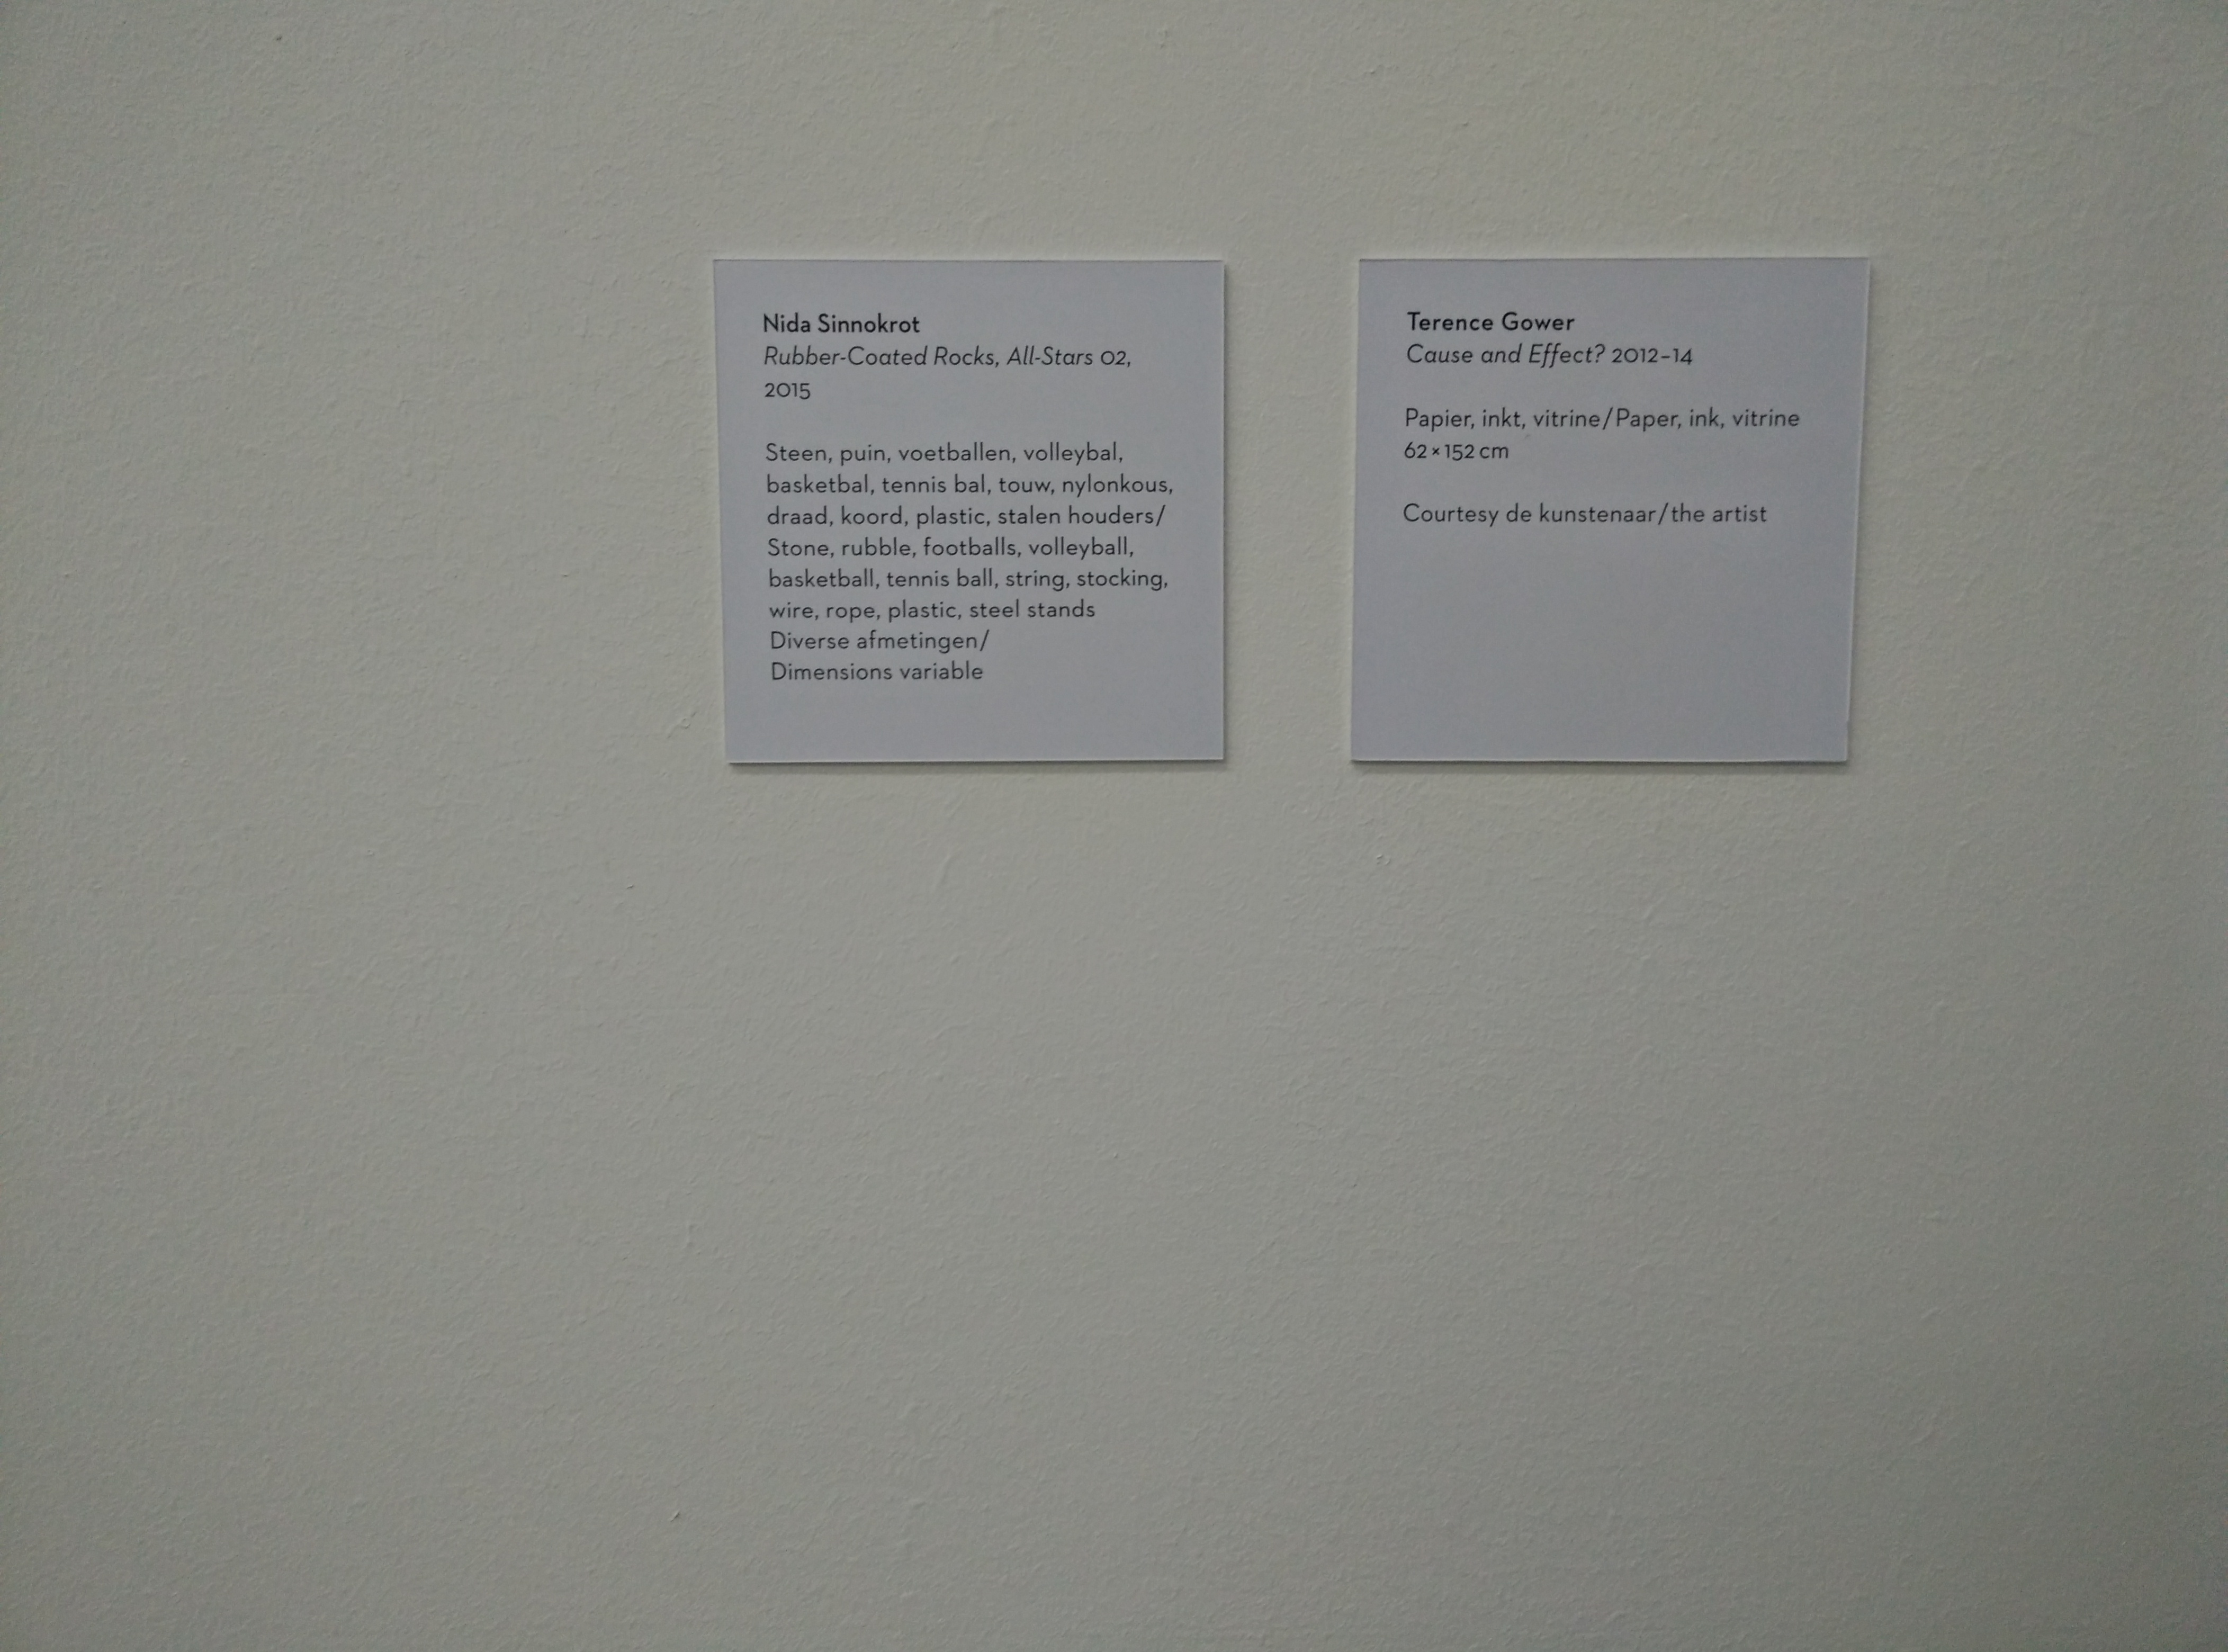 Nida Sinnokrot
Rubber-Coated Rocks, All-Stars 02,
2015
Steen, puin, voetballen, volleybal,
basketbal, tennis bal, touw, nylonkous,
draad, koord, plastic, stalen houders/
Stone, rubble, footballs, volleyball,
basketball, tennis ball, string, stocking,
wire, rope, plastic, steel stands
Diverse afmetingen/
Dimensions variable
Terence Gower
Cause and Effect? 2012–14
Papier, inkt, vitrine/Paper, ink, vitrine
62 × 152 cm
Courtesy de kunstenaar/the artist